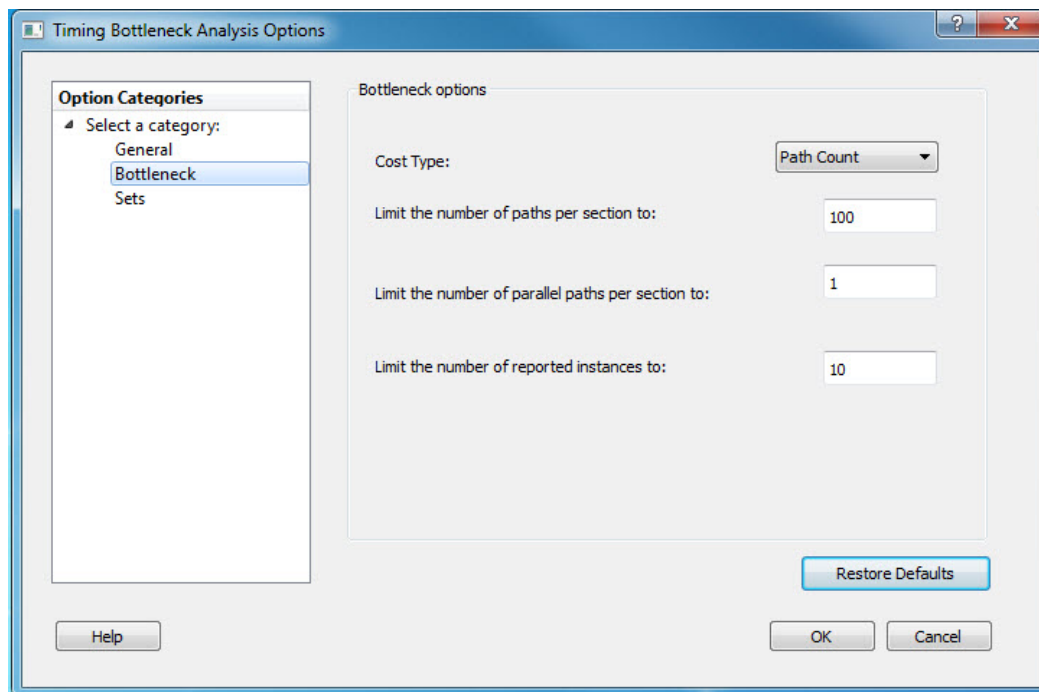 Timing Bottleneck Analysis Options
?
X
Option Categories
Select a category:
General
Bottleneck
Sets
Bottleneck options
Cost Type:
Path Count
Limit the number of paths per section to:
100
Limit the number of parallel paths per section to:
1
Limit the number of reported instances to:
10
Restore Defaults
Help
OK
Cancel